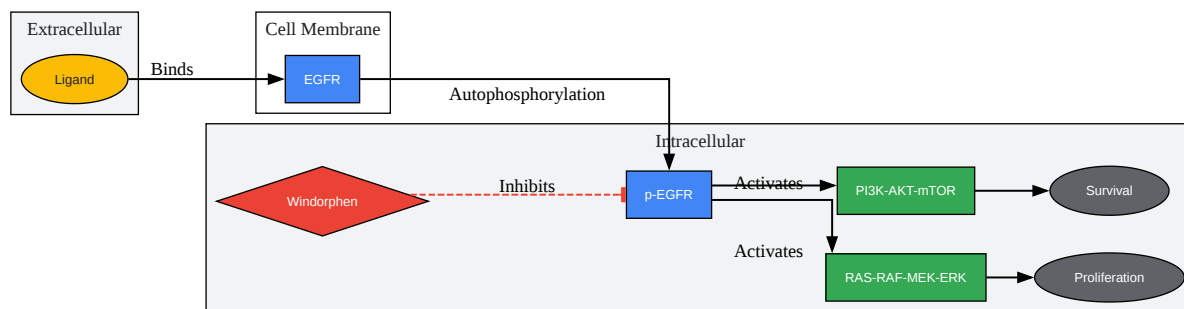 Extracellular
Cell Membrane
Ligand
Binds
EGFR
Autophosphorylation
Intracellular
Windorphen
Inhibits
p-EGFR
Activates
PI3K-AKT-mTOR
Survival
Activates
RAS-RAF-MEK-ERK
Proliferation